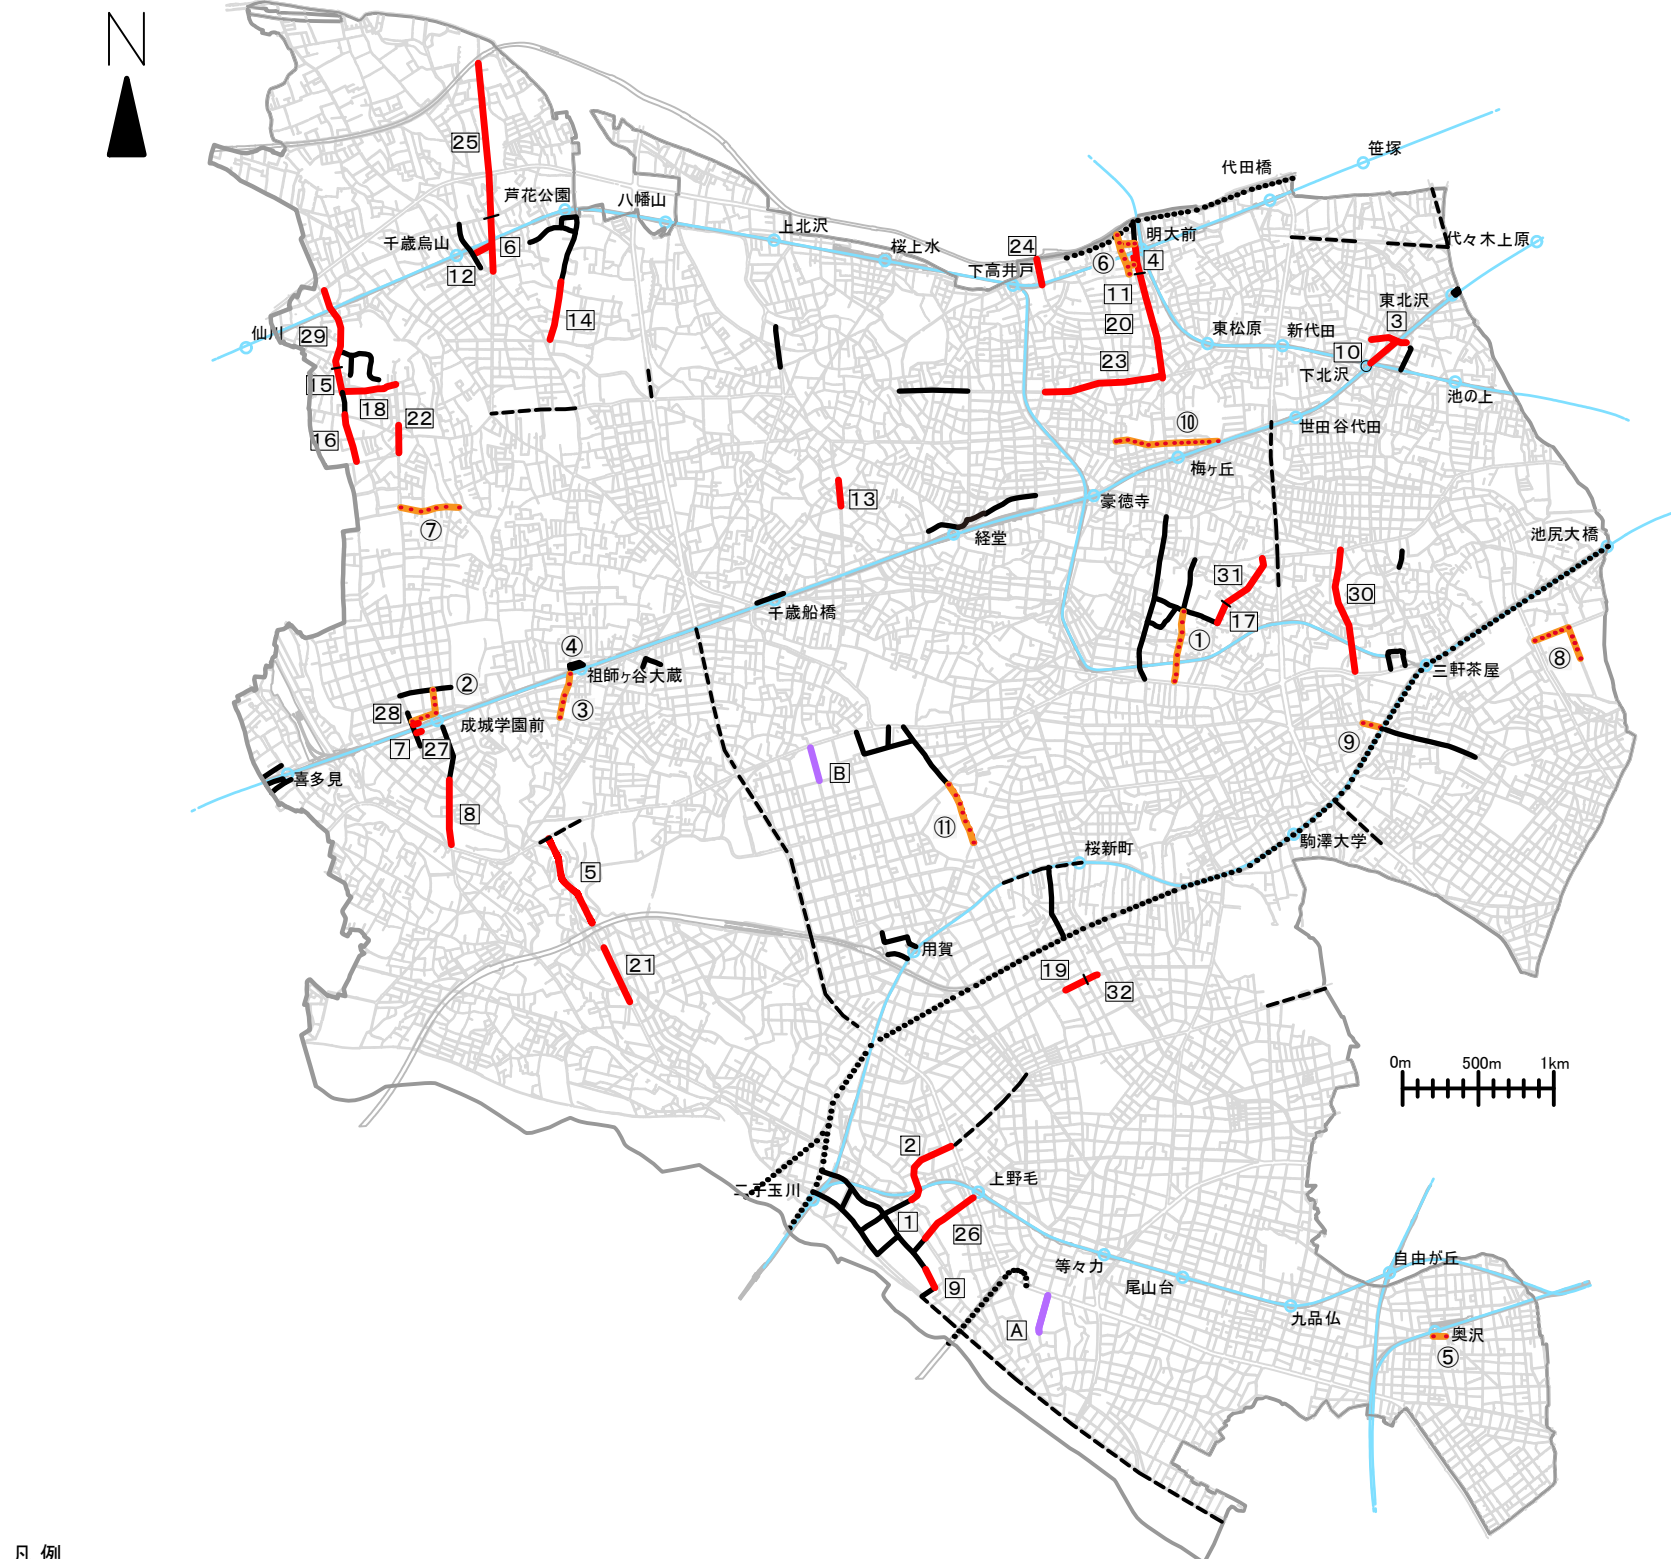 N
笹塚
代田橋
25
芦花公園
八幡山
上北沢
桜上水
千歳烏山
6
12
24
下高井戸
明大前
⑥
4
代々木上原
11
20
東北沢
3
仙川
29
14
東松原
新代田
10
下北沢
23
15
18
22
16
池の上
⑩
世田谷代田
梅ヶ丘
13
豪徳寺
⑦
経堂
池尻大橋
31
30
17
①
千歳船橋
④
祖師ヶ谷大蔵
⑧
三軒茶屋
②
28
③
成城学園前
7
27
⑨
喜多見
B
8
⑪
駒澤大学
桜新町
5
用賀
21
19
32
0m
500m
1km
2
二子玉川
上野毛
1
26
等々力
尾山台
自由が丘
9
九品仏
A
奥沢
⑤
凡 例